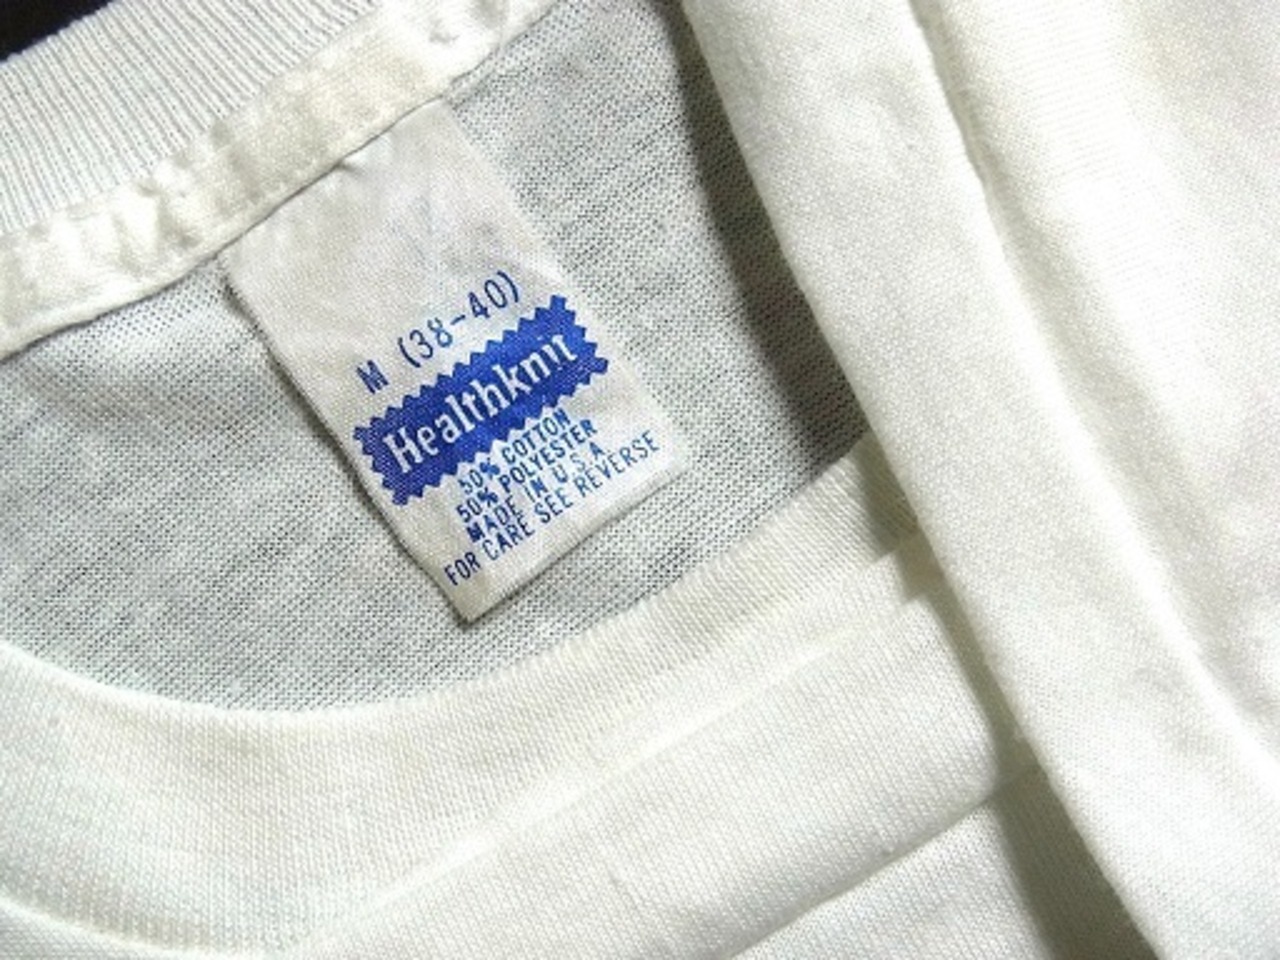 M (38-40)
Healthknit
50% COTTON
50% POLYESTER
MADE IN U.S.A
FOR CARE SEE REVERSE